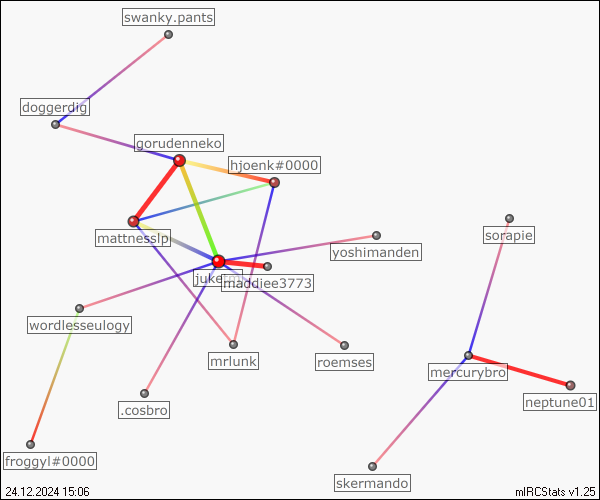 swanky.pants
doggerdig
gorudenneko
hjoenk#0000
mattnesslp
sorapie
yoshimanden
maddiee3773
wordlesseulogy
mrlunk
roemses
mercurybro
neptune01
.cosbro
froggyl#0000
skermando
24.12.2024 15:06
mIRCStats v1.25